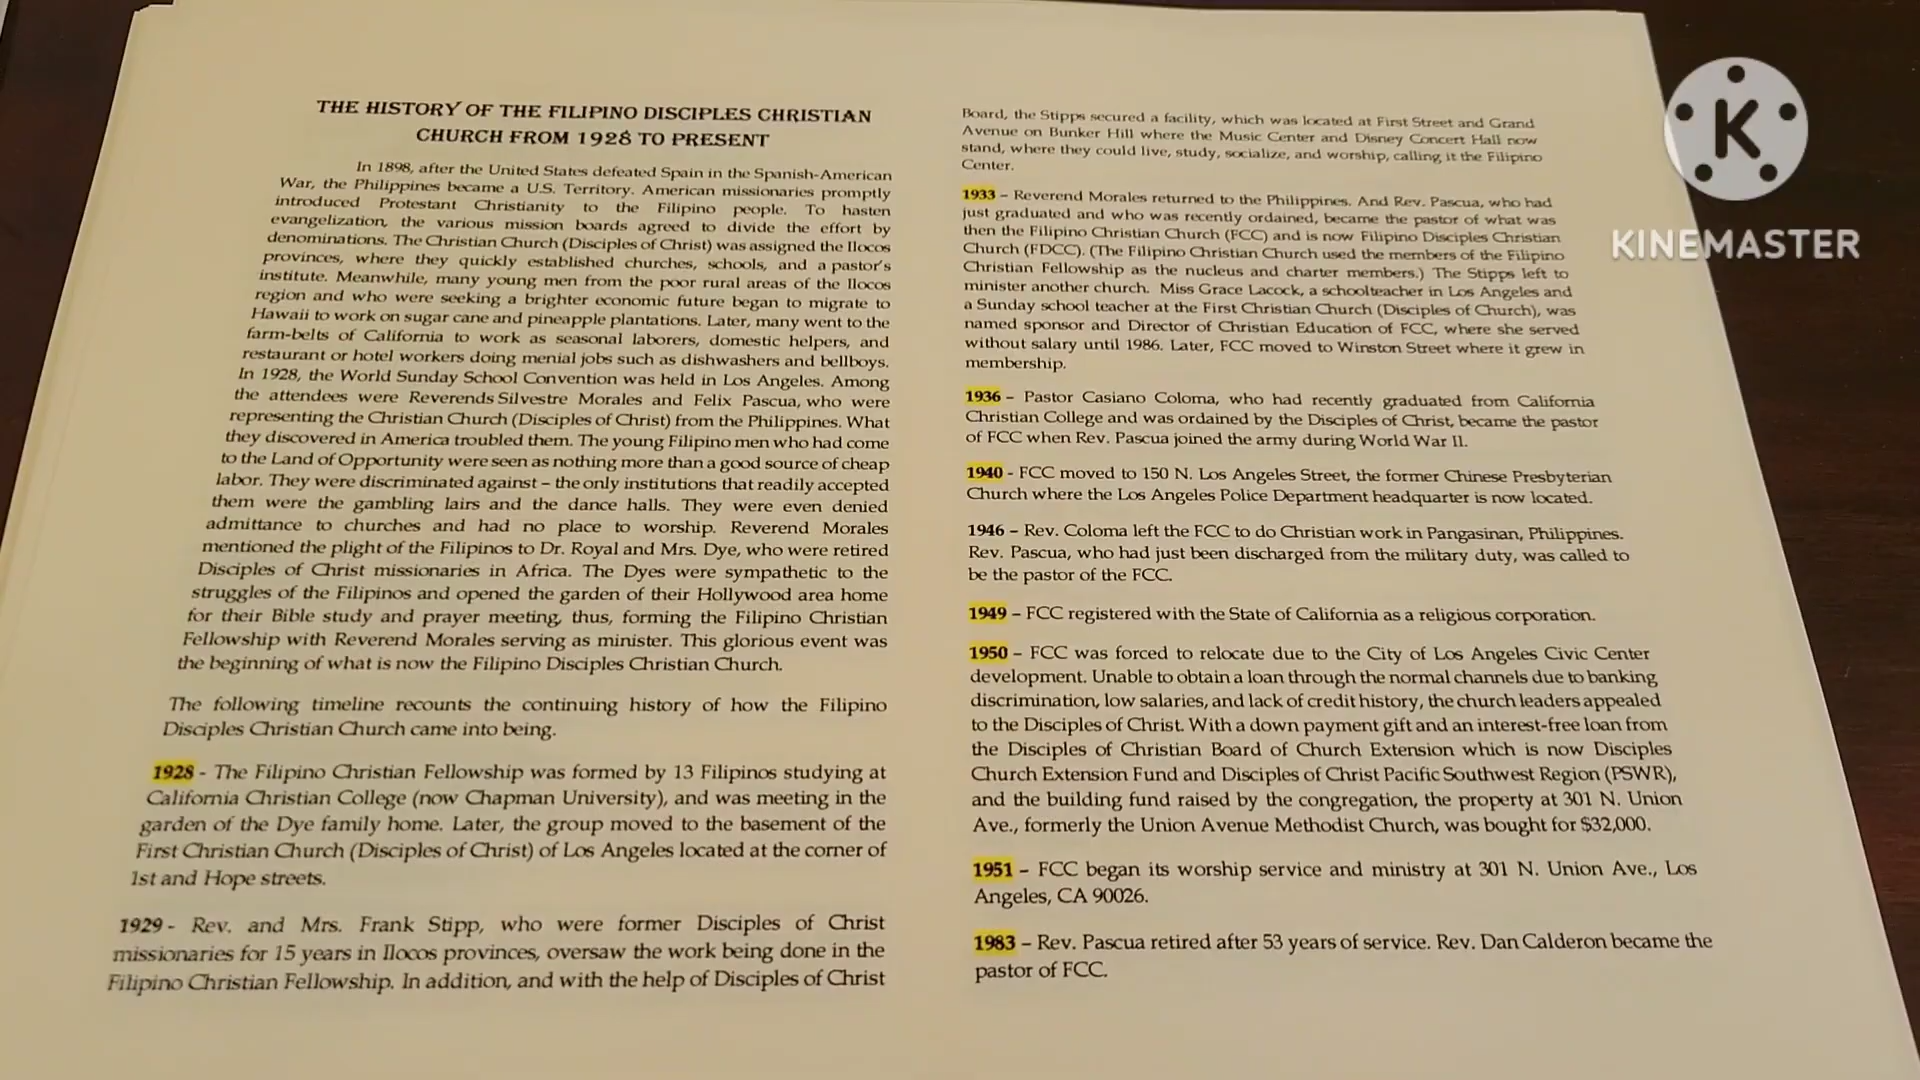 THE HISTORY OF THE FILIPINO DISCIPLES CHRISTIAN
CHURCH FROM 1928 TO PRESENT
In 1898, after the United States defeated Spain in the Spanish-American
War, the Philippines became a U.S. Territory. American missionaries promptly
introduced Protestant Christianity to the Filipino people. To hasten
evangelization, the various mission boards agreed to divide the effort by
denominations. The Christian Church (Disciples of Christ) was assigned the Ilocos
provinces, where they quickly established churches, schools, and a pastor's
institute. Meanwhile, many young men from the poor rural areas of the Ilocos
region and who were seeking a brighter economic future began to migrate to
Hawaii to work on sugar cane and pineapple plantations. Later, many went to the
farm-belts of California to work as seasonal laborers, domestic helpers, and
restaurant or hotel workers doing menial jobs such as dishwashers and bellboys.
In 1928, the World Sunday School Convention was held in Los Angeles. Among
the attendees were Reverends Silvestre Morales and Felix Pascua, who were
representing the Christian Church (Disciples of Christ) from the Philippines. What
they discovered in America troubled them. The young Filipino men who had come
to the Land of Opportunity were seen as nothing more than a good source of cheap
labor. They were discriminated against – the only institutions that readily accepted
them were the gambling lairs and the dance halls. They were even denied
admittance to churches and had no place to worship. Reverend Morales
mentioned the plight of the Filipinos to Dr. Royal and Mrs. Dye, who were retired
Disciples of Christ missionaries in Africa. The Dyes were sympathetic to the
struggles of the Filipinos and opened the garden of their Hollywood area home
for their Bible study and prayer meeting, thus, forming the Filipino Christian
Fellowship with Reverend Morales serving as minister. This glorious event was
the beginning of what is now the Filipino Disciples Christian Church.
The following timeline recounts the continuing history of how the Filipino
Disciples Christian Church came into being.
1928 - The Filipino Christian Fellowship was formed by 13 Filipinos studying at
California Christian College (now Chapman University), and was meeting in the
garden of the Dye family home. Later, the group moved to the basement of the
First Christian Church (Disciples of Christ) of Los Angeles located at the corner of
1st and Hope streets.
1929 - Rev. and Mrs. Frank Stipp, who were former Disciples of Christ
missionaries for 15 years in Ilocos provinces, oversaw the work being done in the
Filipino Christian Fellowship. In addition, and with the help of Disciples of Christ
Board, the Stipps secured a facility, which was located at First Street and Grand
Avenue on Bunker Hill where the Music Center and Disney Concert Hall now
stand, where they could live, study, socialize, and worship, calling it the Filipino
Center.
1933 – Reverend Morales returned to the Philippines. And Rev. Pascua, who had
just graduated and who was recently ordained, became the pastor of what was
then the Filipino Christian Church (FCC) and is now Filipino Disciples Christian
Church (FDCC). (The Filipino Christian Church used the members of the Filipino
Christian Fellowship as the nucleus and charter members.) The Stipps left to
minister another church. Miss Grace Lacock, a schoolteacher in Los Angeles and
a Sunday school teacher at the First Christian Church (Disciples of Church), was
named sponsor and Director of Christian Education of FCC, where she served
without salary until 1986. Later, FCC moved to Winston Street where it grew in
membership.
1936 – Pastor Casiano Coloma, who had recently graduated from California
Christian College and was ordained by the Disciples of Christ, became the pastor
of FCC when Rev. Pascua joined the army during World War II.
1940 - FCC moved to 150 N. Los Angeles Street, the former Chinese Presbyterian
Church where the Los Angeles Police Department headquarter is now located.
1946 – Rev. Coloma left the FCC to do Christian work in Pangasinan, Philippines.
Rev. Pascua, who had just been discharged from the military duty, was called to
be the pastor of the FCC.
1949 – FCC registered with the State of California as a religious corporation.
1950 – FCC was forced to relocate due to the City of Los Angeles Civic Center
development. Unable to obtain a loan through the normal channels due to banking
discrimination, low salaries, and lack of credit history, the church leaders appealed
to the Disciples of Christ. With a down payment gift and an interest-free loan from
the Disciples of Christian Board of Church Extension which is now Disciples
Church Extension Fund and Disciples of Christ Pacific Southwest Region (PSWR),
and the building fund raised by the congregation, the property at 301 N. Union
Ave., formerly the Union Avenue Methodist Church, was bought for $32,000.
1951 – FCC began its worship service and ministry at 301 N. Union Ave., Los
Angeles, CA 90026.
1983 – Rev. Pascua retired after 53 years of service. Rev. Dan Calderon became the
pastor of FCC.
K
KINEMASTER